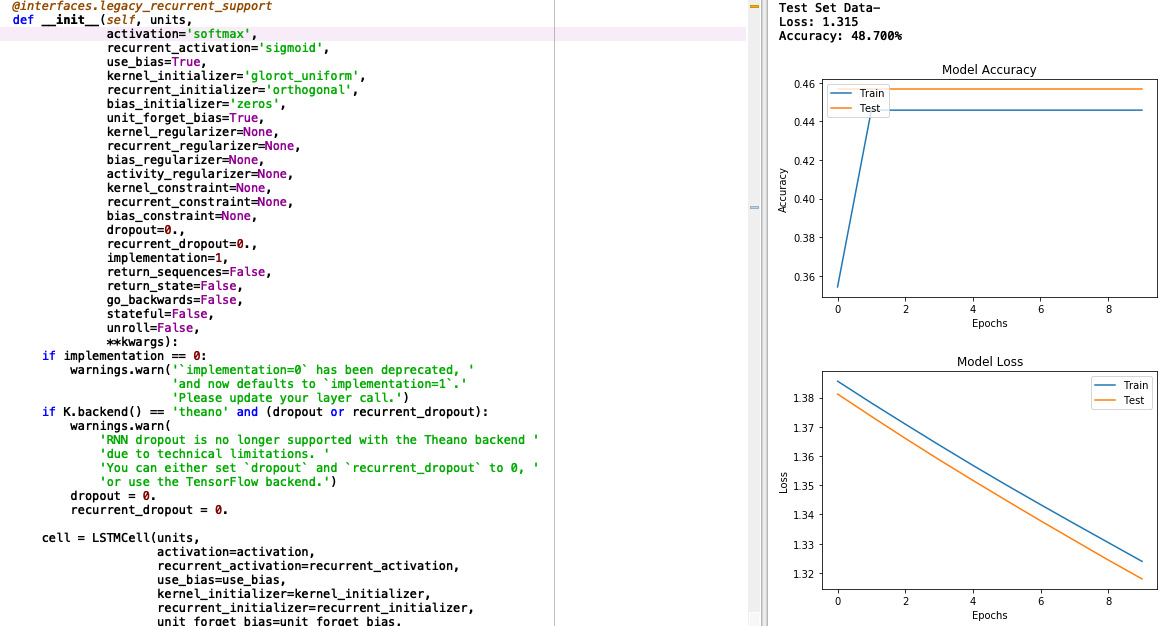 @interfaces.legacy_recurrent_support
def __init__(self, units,
activation='softmax',
recurrent_activation='sigmoid',
use_bias=True,
kernel_initializer='glorot_uniform',
recurrent_initializer='orthogonal',
bias_initializer='zeros',
unit_forget_bias=True,
kernel_regularizer=None,
recurrent_regularizer=None,
bias_regularizer=None,
activity_regularizer=None,
kernel_constraint=None,
recurrent_constraint=None,
bias_constraint=None,
dropout=0.,
recurrent_dropout=0.,
implementation=1,
return_sequences=False,
return_state=False,
go_backwards=False,
stateful=False,
unroll=False,
**kwargs):
if implementation == 0:
warnings.warn('`implementation=0` has been deprecated, '
'and now defaults to `implementation=1`.'
'Please update your layer call.')
if K.backend() == 'theano' and (dropout or recurrent_dropout):
warnings.warn(
'RNN dropout is no longer supported with the Theano backend '
'due to technical limitations. '
'You can either set `dropout` and `recurrent_dropout` to 0, '
'or use the TensorFlow backend.')
dropout = 0.
recurrent_dropout = 0.
cell = LSTMCell(units,
activation=activation,
recurrent_activation=recurrent_activation,
use_bias=use_bias,
kernel_initializer=kernel_initializer,
recurrent_initializer=recurrent_initializer,
unit_forget_bias=unit_forget_bias,
Test Set Data-
Loss: 1.315
Accuracy: 48.700%
Model Accuracy
Train
Test
0.46
0.44
0.42
0.40
0.38
0.36
Accuracy
0 2 4 6 8
Epochs
Model Loss
Train
Test
1.38
1.37
1.36
1.35
1.34
1.33
1.32
Loss
0 2 4 6 8
Epochs